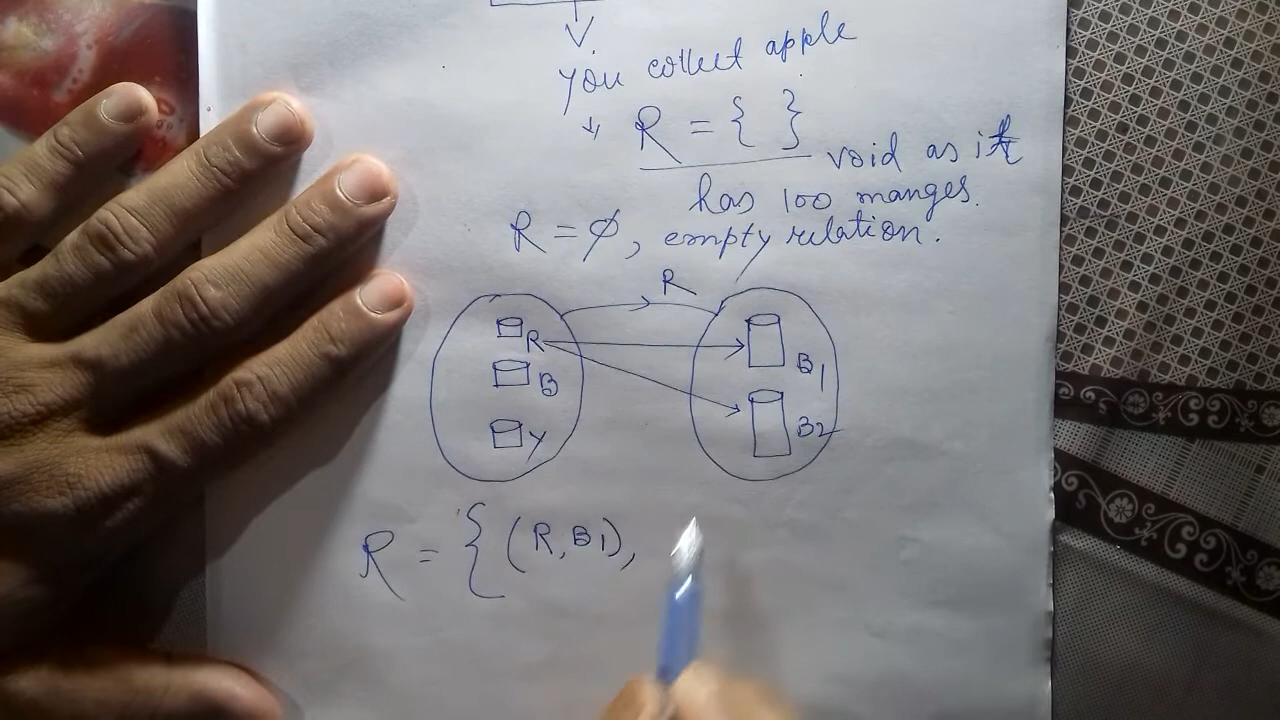 you collect apple
R = { }
void as it
has 100 manges.
R = ϕ, empty relation.
R
R
B
Y
B1
B2
R = { (R, B1),